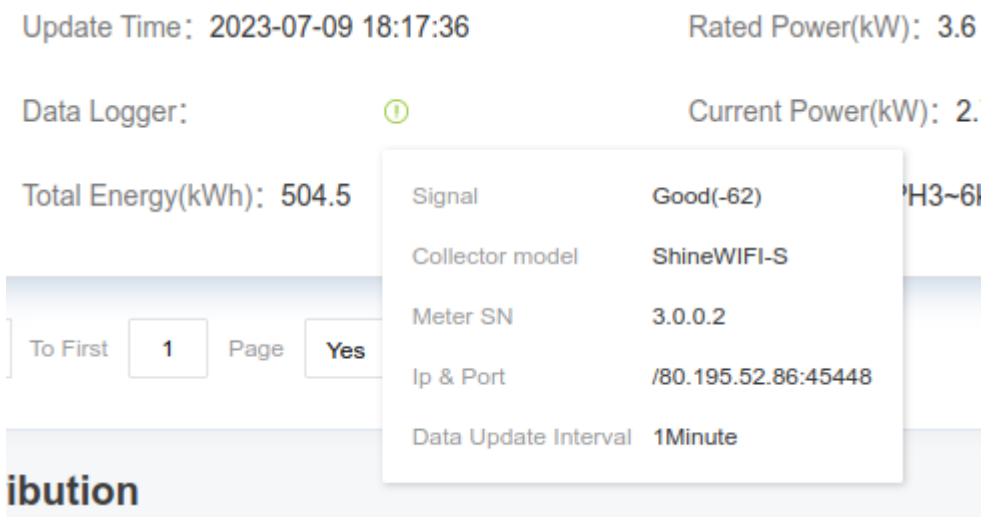 Update Time: 2023-07-09 18:17:36 Rated Power(kW): 3.6
Data Logger: Current Power(kW): 2.
Total Energy(kWh): 504.5
Signal Good(-62)
Collector model ShineWIFI-S
Meter SN 3.0.0.2
Ip & Port /80.195.52.86:45448
Data Update Interval 1Minute
To First 1 Page Yes
ibution